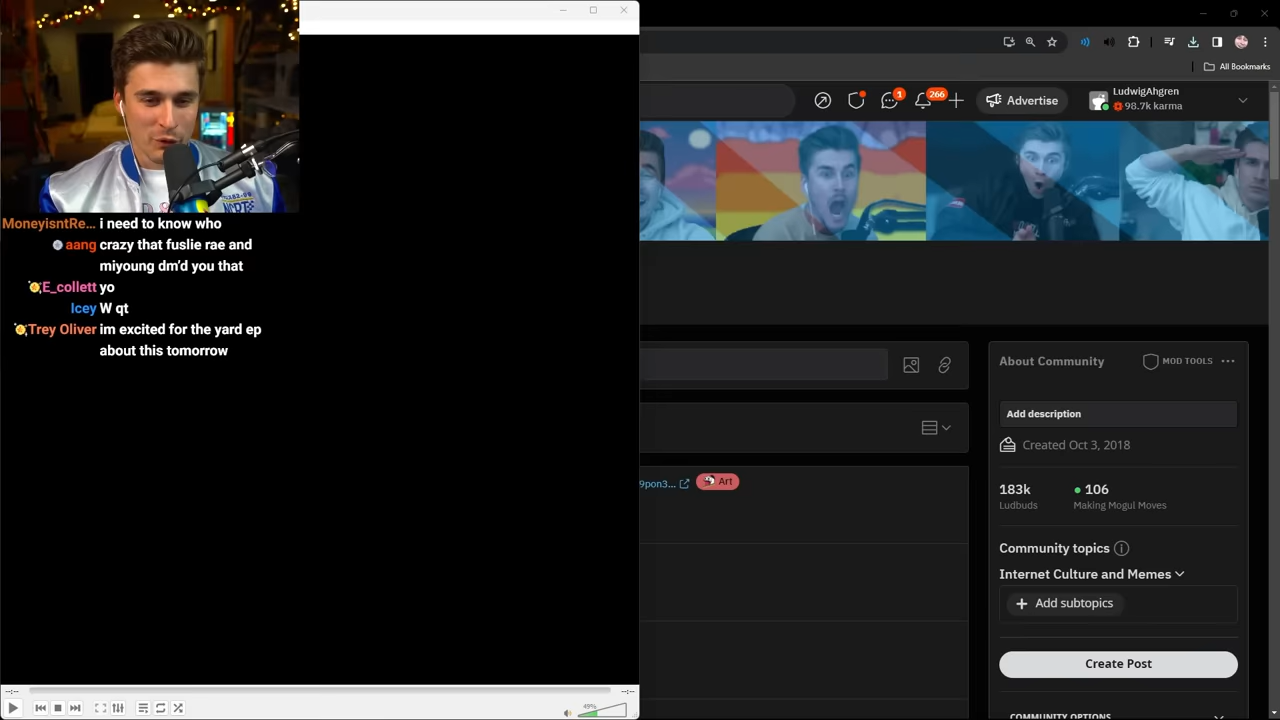 All Bookmarks
1
266
Advertise
LudwigAhgren
98.7k karma
MoneyisntRe... i need to know who
aang crazy that fuslie rae and
miyoung dm'd you that
E_collett yo
Icey W qt
Trey Oliver im excited for the yard ep
about this tomorrow
About Community
MOD TOOLS
Add description
Created Oct 3, 2018
9pon3...
Art
183k
106
Ludbuds
Making Mogul Moves
Community topics
Internet Culture and Memes
Add subtopics
Create Post
COMMUNITY OPTIONS
--:--
--:--
49%